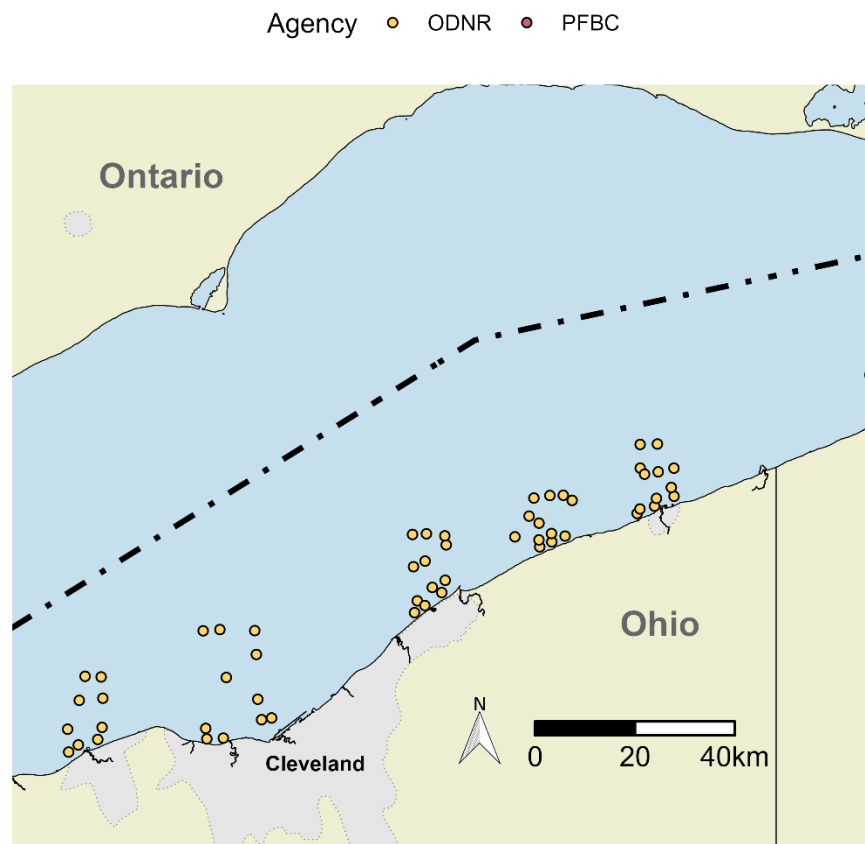 Agency ODNR PFBC
Ontario
Ohio
N
Cleveland
0 20 40km